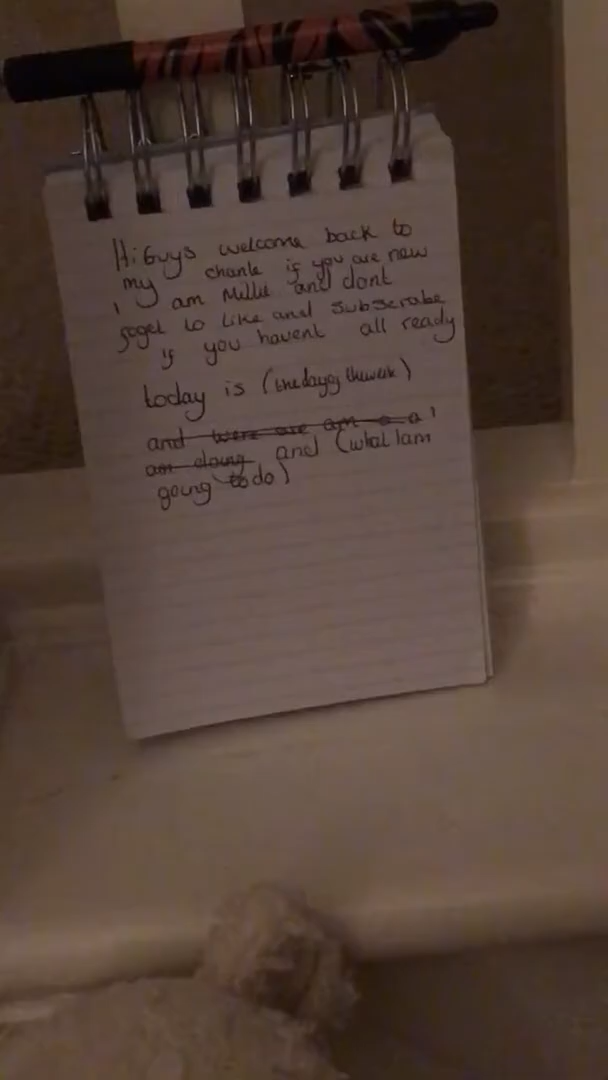 Hi Guys welcome back to
my chanle if you are new
i am Millie and dont
foget to like and subscrabe
if you havent all ready
today is (the day of the week)
and were are am a a i
am doing and (what I am
going to do)